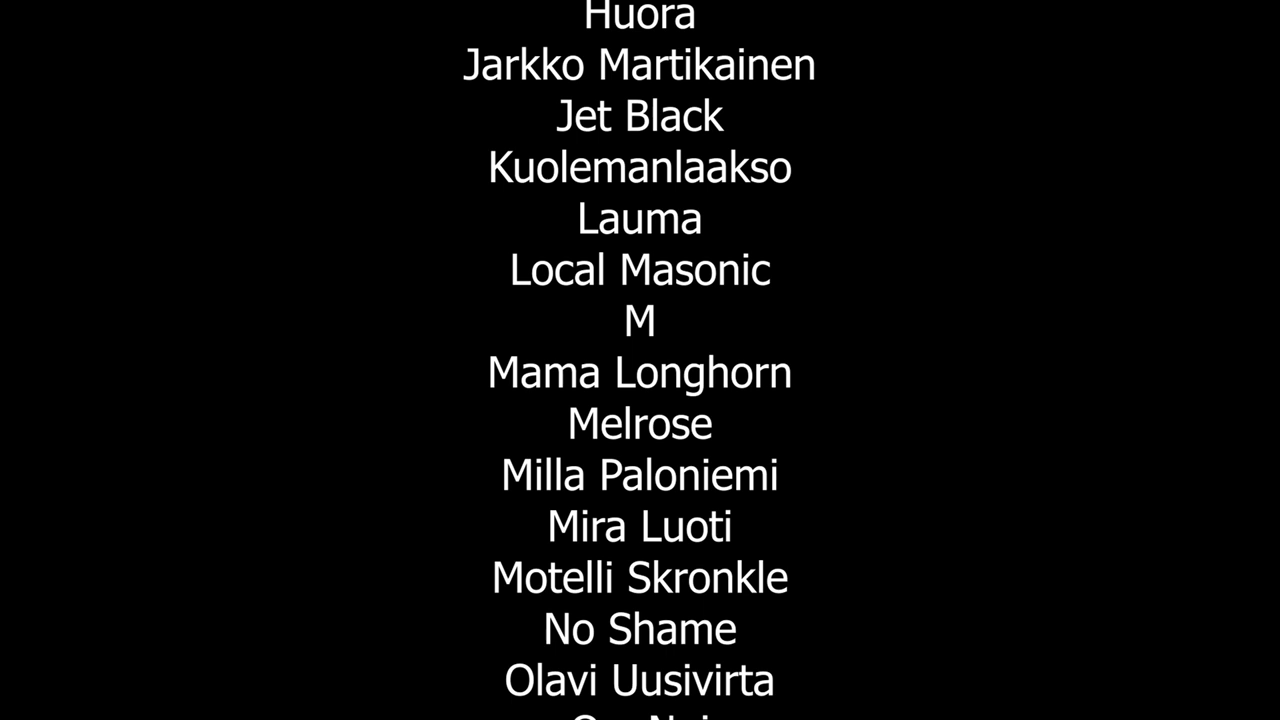 Huora
Jarkko Martikainen
Jet Black
Kuolemanlaakso
Lauma
Local Masonic
M
Mama Longhorn
Melrose
Milla Paloniemi
Mira Luoti
Motelli Skronkle
No Shame
Olavi Uusivirta